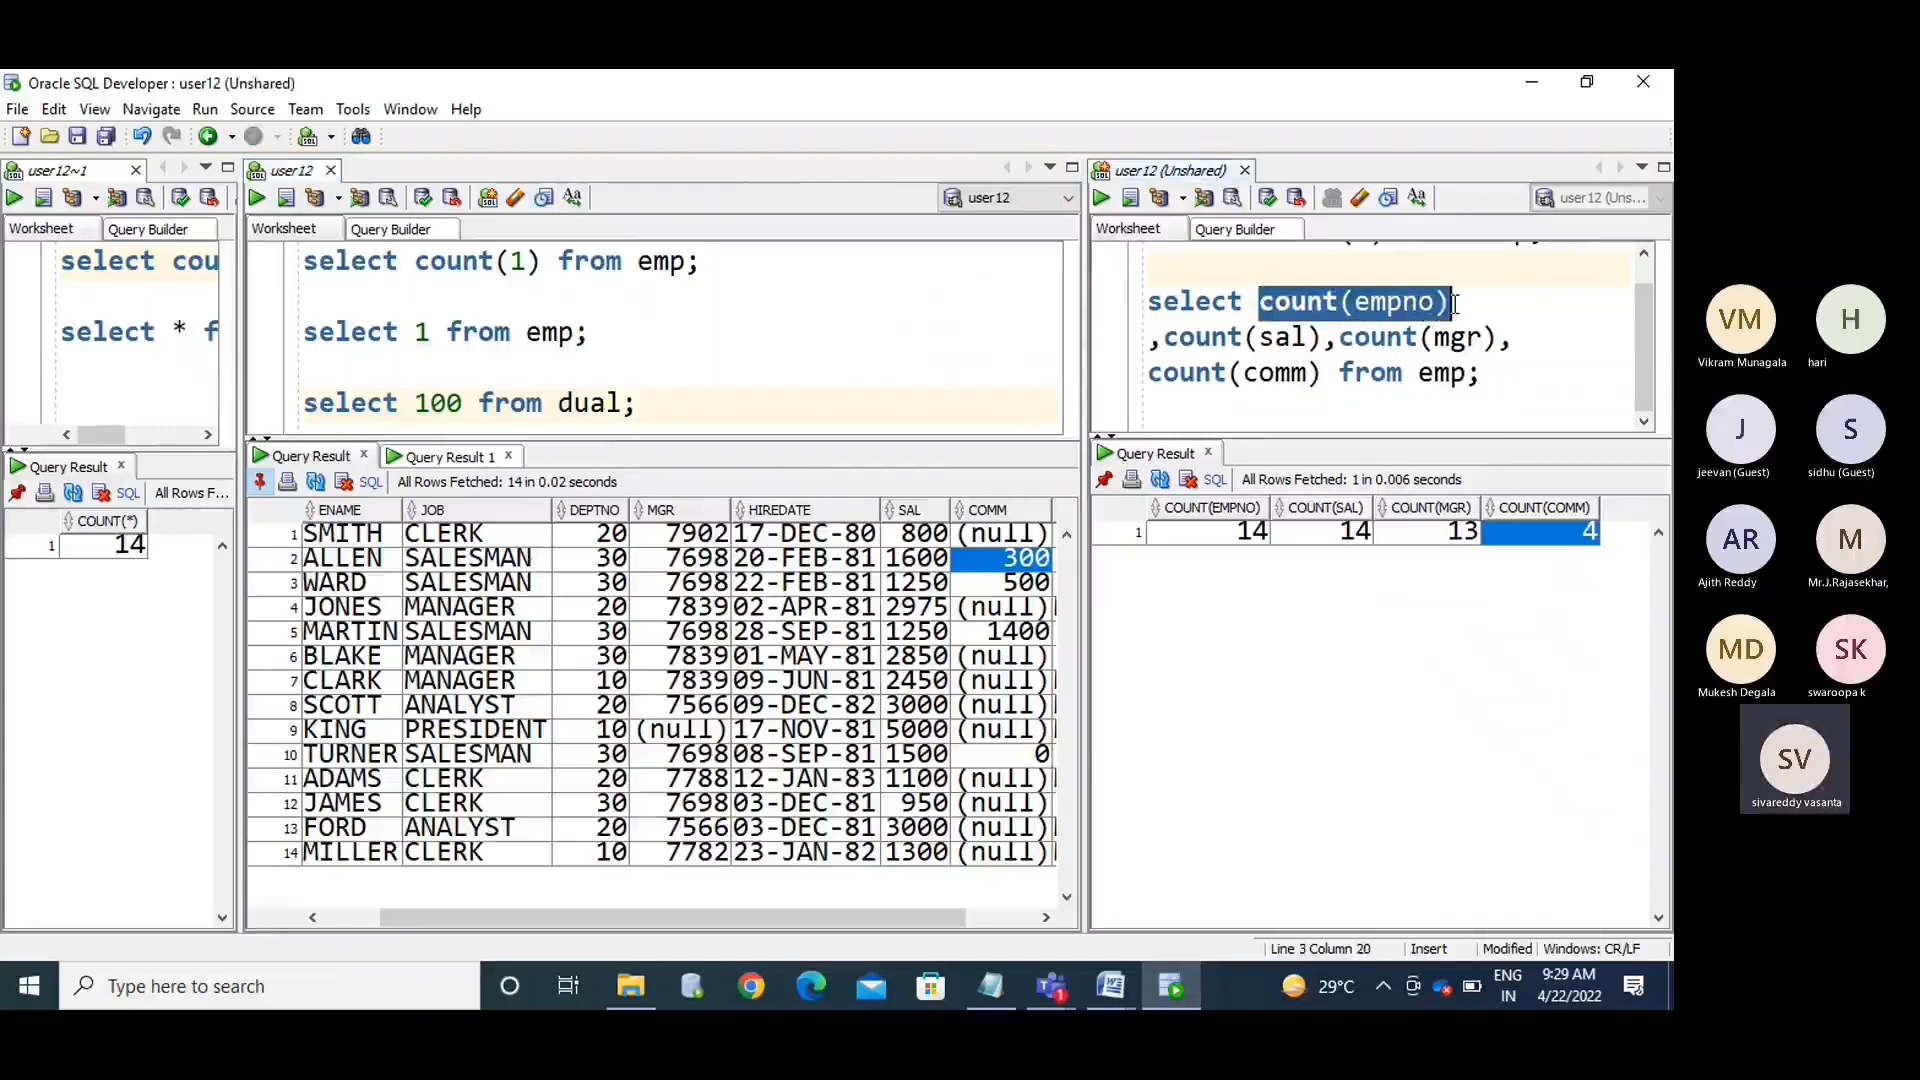 Oracle SQL Developer : user12 (Unshared)
File Edit View Navigate Run Source Team Tools Window Help
user12~1
Worksheet Query Builder
select cou
select * f
Query Result
SQL All Rows F...
COUNT(*)
1 14
user12
user12
Worksheet Query Builder
select count(1) from emp;
select 1 from emp;
select 100 from dual;
Query Result Query Result 1
SQL All Rows Fetched: 14 in 0.02 seconds
ENAME JOB DEPTNO MGR HIREDATE SAL COMM
1 SMITH CLERK 20 7902 17-DEC-80 800 (null)
2 ALLEN SALESMAN 30 7698 20-FEB-81 1600 300
3 WARD SALESMAN 30 7698 22-FEB-81 1250 500
4 JONES MANAGER 20 7839 02-APR-81 2975 (null)
5 MARTIN SALESMAN 30 7698 28-SEP-81 1250 1400
6 BLAKE MANAGER 30 7839 01-MAY-81 2850 (null)
7 CLARK MANAGER 10 7839 09-JUN-81 2450 (null)
8 SCOTT ANALYST 20 7566 09-DEC-82 3000 (null)
9 KING PRESIDENT 10 (null) 17-NOV-81 5000 (null)
10 TURNER SALESMAN 30 7698 08-SEP-81 1500 0
11 ADAMS CLERK 20 7788 12-JAN-83 1100 (null)
12 JAMES CLERK 30 7698 03-DEC-81 950 (null)
13 FORD ANALYST 20 7566 03-DEC-81 3000 (null)
14 MILLER CLERK 10 7782 23-JAN-82 1300 (null)
user12 (Unshared)
user12 (Uns...
Worksheet Query Builder
select count(empno)
,count(sal),count(mgr),
count(comm) from emp;
Query Result
SQL All Rows Fetched: 1 in 0.006 seconds
COUNT(EMPNO) COUNT(SAL) COUNT(MGR) COUNT(COMM)
1 14 14 13 4
Line 3 Column 20 Insert Modified Windows: CR/LF
Type here to search
29°C
ENG
IN
9:29 AM
4/22/2022
VM
Vikram Munagala
H
hari
J
jeevan (Guest)
S
sidhu (Guest)
AR
Ajith Reddy
M
Mr.J.Rajasekhar,
MD
Mukesh Degala
SK
swaroopa k
SV
sivareddy vasanta